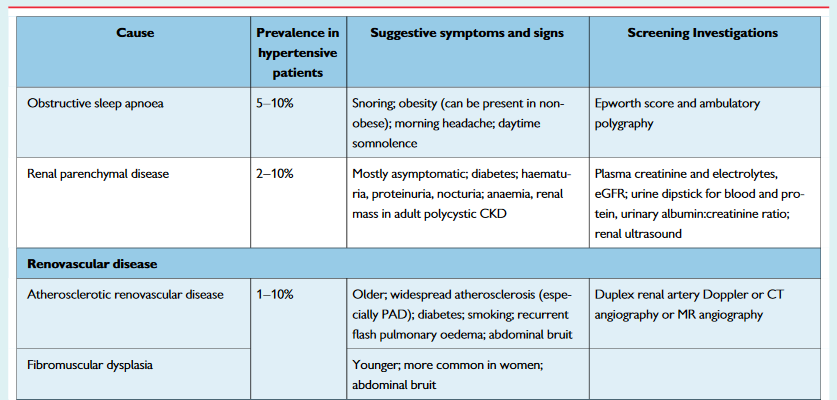 Cause
Prevalence in
hypertensive
patients
Suggestive symptoms and signs
Screening Investigations
Obstructive sleep apnoea
5–10%
Snoring; obesity (can be present in non-
obese); morning headache; daytime
somnolence
Epworth score and ambulatory
polygraphy
Renal parenchymal disease
2–10%
Mostly asymptomatic; diabetes; haematu-
ria, proteinuria, nocturia; anaemia, renal
mass in adult polycystic CKD
Plasma creatinine and electrolytes,
eGFR; urine dipstick for blood and pro-
tein, urinary albumin:creatinine ratio;
renal ultrasound
Renovascular disease
Atherosclerotic renovascular disease
1–10%
Older; widespread atherosclerosis (espe-
cially PAD); diabetes; smoking; recurrent
flash pulmonary oedema; abdominal bruit
Duplex renal artery Doppler or CT
angiography or MR angiography
Fibromuscular dysplasia
Younger; more common in women;
abdominal bruit